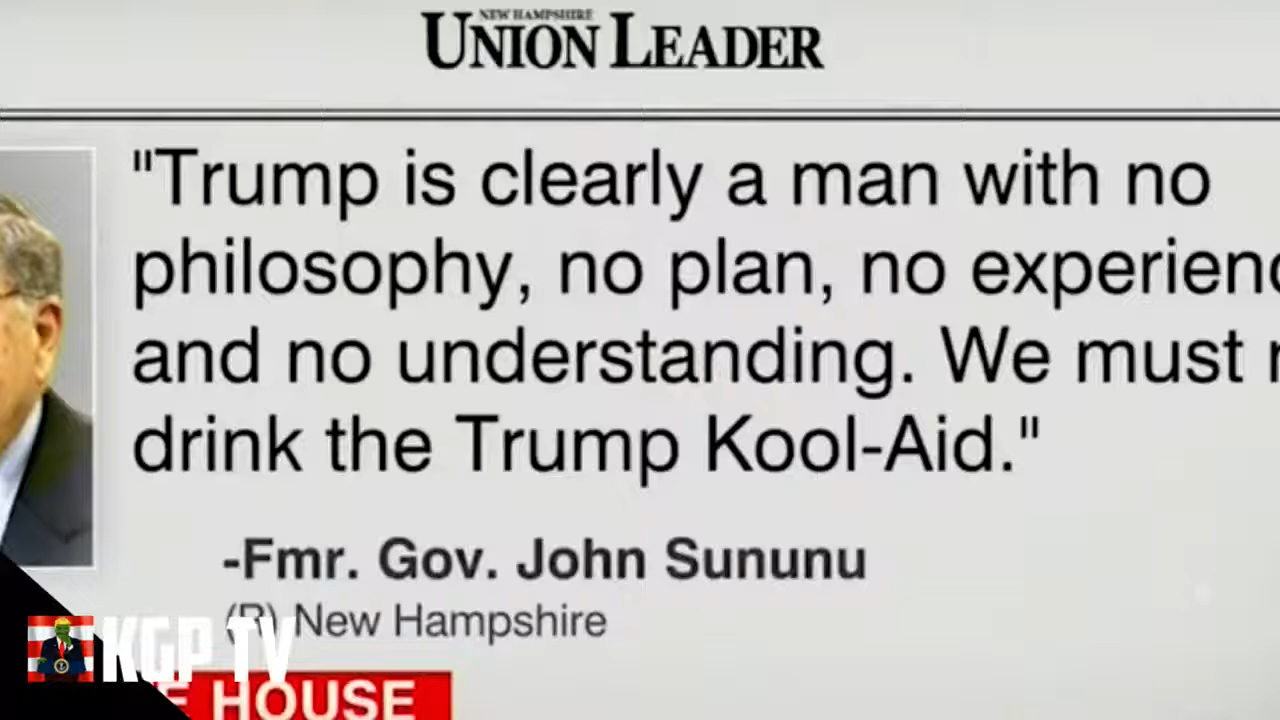 NEW HAMPSHIRE
UNION LEADER
"Trump is clearly a man with no
philosophy, no plan, no experienc
and no understanding. We must
drink the Trump Kool-Aid."
-Fmr. Gov. John Sununu
(R) New Hampshire
KGP TV
E HOUSE